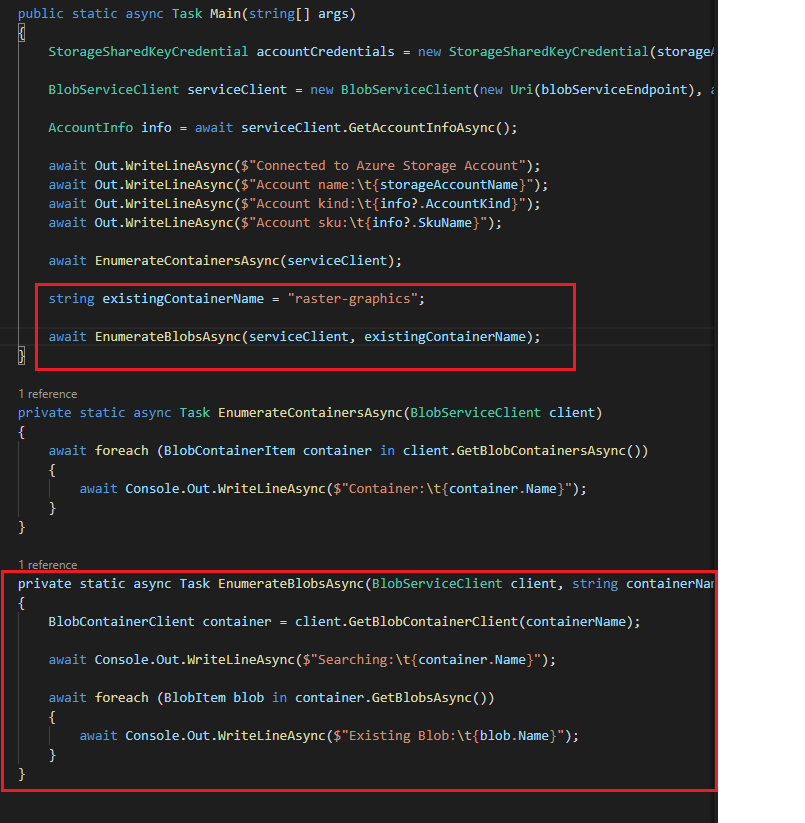 public static async Task Main(string[] args)
{
StorageSharedKeyCredential accountCredentials = new StorageSharedKeyCredential(storageA
BlobServiceClient serviceClient = new BlobServiceClient(new Uri(blobServiceEndpoint), a
AccountInfo info = await serviceClient.GetAccountInfoAsync();
await Out.WriteLineAsync($"Connected to Azure Storage Account");
await Out.WriteLineAsync($"Account name:\t{storageAccountName}");
await Out.WriteLineAsync($"Account kind:\t{info?.AccountKind}");
await Out.WriteLineAsync($"Account sku:\t{info?.SkuName}");
await EnumerateContainersAsync(serviceClient);
string existingContainerName = "raster-graphics";
await EnumerateBlobsAsync(serviceClient, existingContainerName);
}
1 reference
private static async Task EnumerateContainersAsync(BlobServiceClient client)
{
await foreach (BlobContainerItem container in client.GetBlobContainersAsync())
{
await Console.Out.WriteLineAsync($"Container:\t{container.Name}");
}
}
1 reference
private static async Task EnumerateBlobsAsync(BlobServiceClient client, string containerNam
{
BlobContainerClient container = client.GetBlobContainerClient(containerName);
await Console.Out.WriteLineAsync($"Searching:\t{container.Name}");
await foreach (BlobItem blob in container.GetBlobsAsync())
{
await Console.Out.WriteLineAsync($"Existing Blob:\t{blob.Name}");
}
}